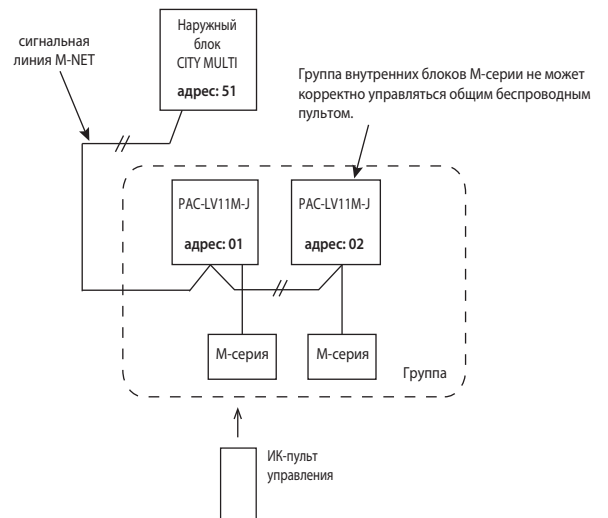 Наружный
блок
CITY MULTI
адрес: 51
сигнальная
линия M-NET
Группа внутренних блоков М-серии не может
корректно управляться общим беспроводным
пультом.
PAC-LV11M-J
адрес: 01
PAC-LV11M-J
адрес: 02
М-серия
М-серия
Группа
ИК-пульт
управления